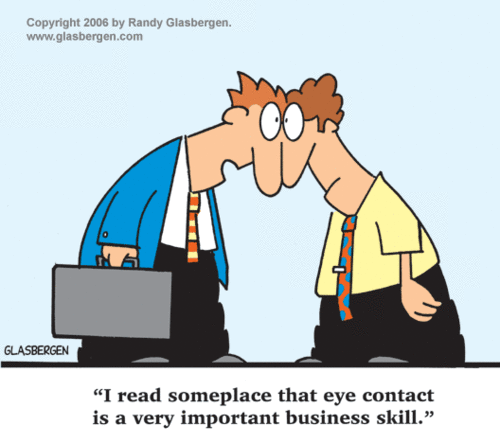 Copyright 2006 by Randy Glasbergen.
www.glasbergen.com
GLASBERGEN
“I read someplace that eye contact
is a very important business skill.”